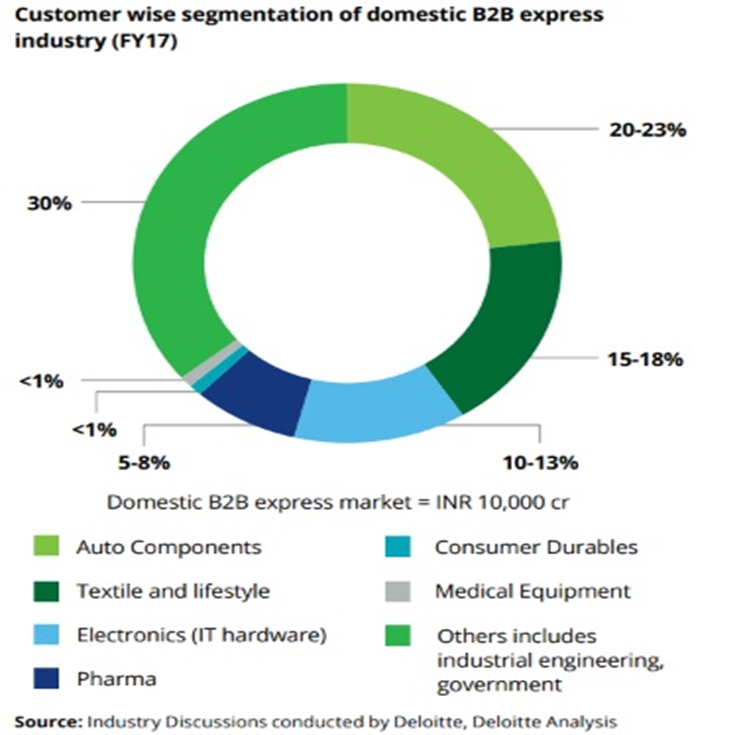 Customer wise segmentation of domestic B2B express
industry (FY17)
20-23%
30%
15-18%
<1%
<1%
5-8%
10-13%
Domestic B2B express market = INR 10,000 cr
Auto Components
Consumer Durables
Textile and lifestyle
Medical Equipment
Electronics (IT hardware)
Others includes
industrial engineering,
government
Pharma
Source: Industry Discussions conducted by Deloitte, Deloitte Analysis